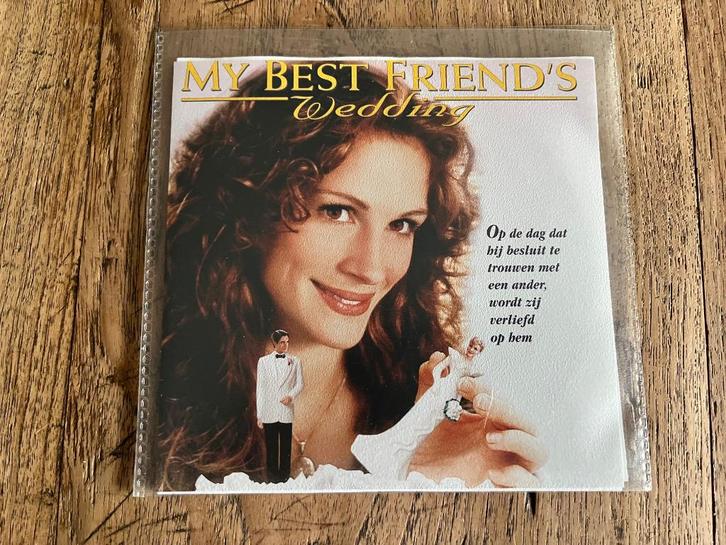 MY BEST FRIEND'S
Wedding
Op de dag dat
hij besluit te
trouwen met
een ander,
wordt zij
verliefd
op hem